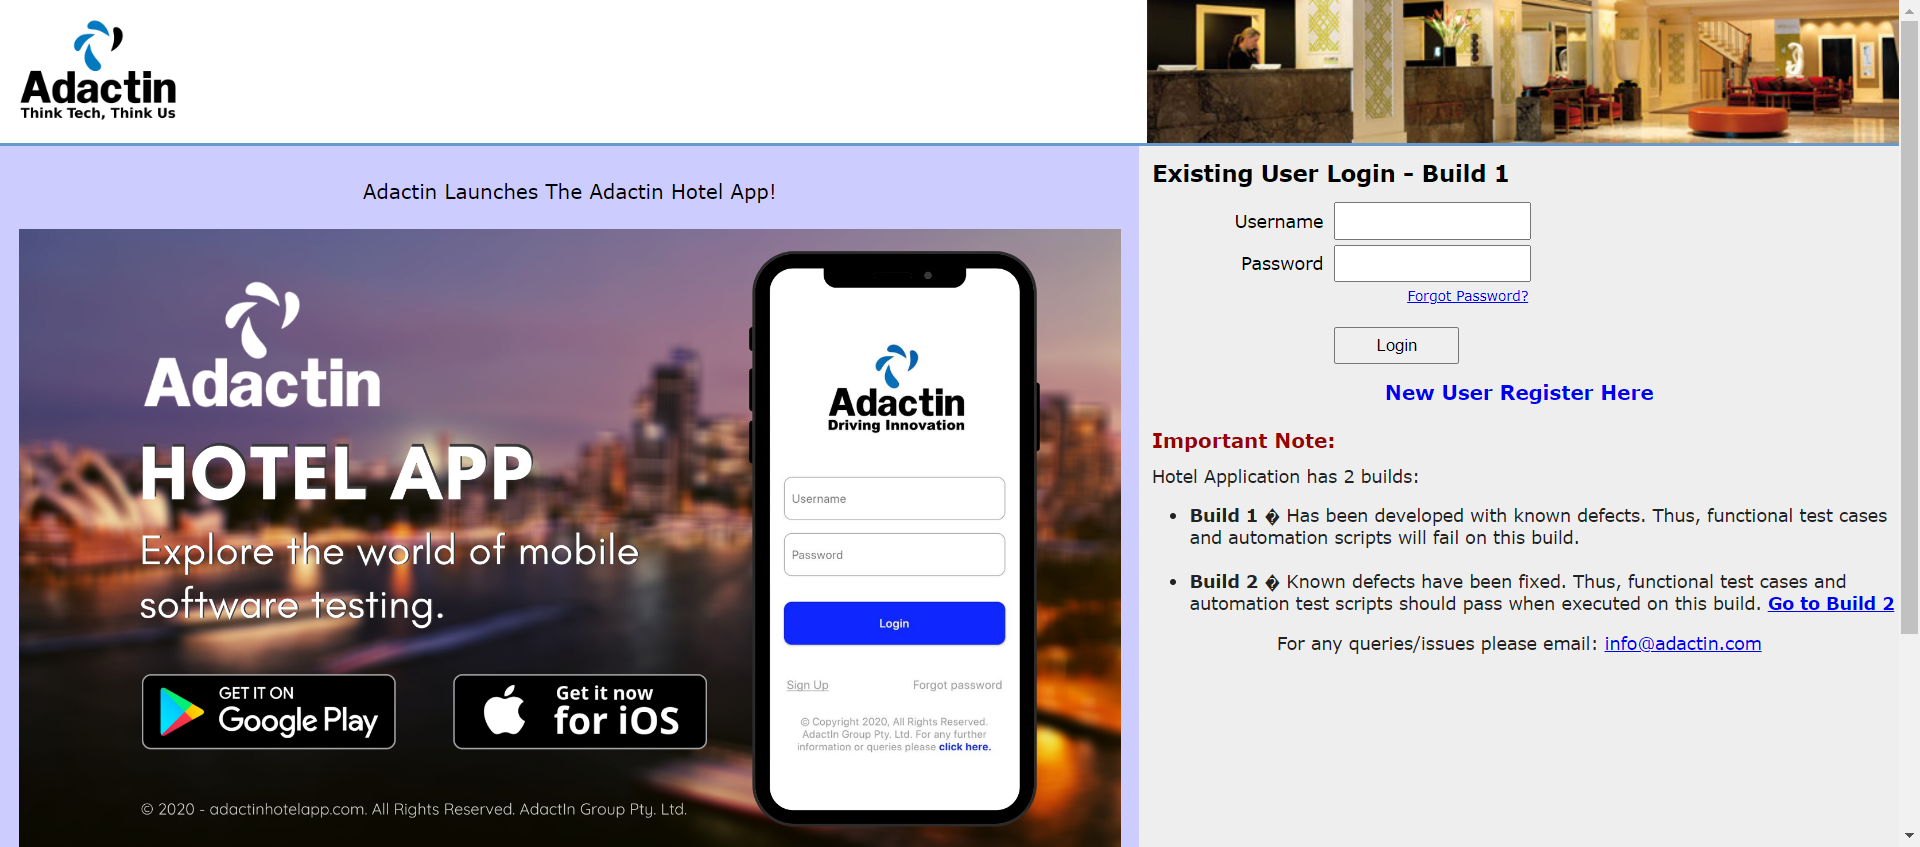 Adactin
Think Tech, Think Us
Adactin Launches The Adactin Hotel App!
Adactin
HOTEL APP
Explore the world of mobile
software testing.
GET IT ON
Google Play
Get it now
for iOS
© 2020 - adactinhotelapp.com. All Rights Reserved. AdactIn Group Pty. Ltd.
Adactin
Driving Innovation
Username
Password
Login
Sign Up Forgot password
© Copyright 2020, All Rights Reserved.
AdactIn Group Pty. Ltd. For any further
information or queries please click here.
Existing User Login - Build 1
Username
Password
Forgot Password?
Login
New User Register Here
Important Note:
Hotel Application has 2 builds:
• Build 1 � Has been developed with known defects. Thus, functional test cases
and automation scripts will fail on this build.
• Build 2 � Known defects have been fixed. Thus, functional test cases and
automation test scripts should pass when executed on this build. Go to Build 2
For any queries/issues please email: info@adactin.com